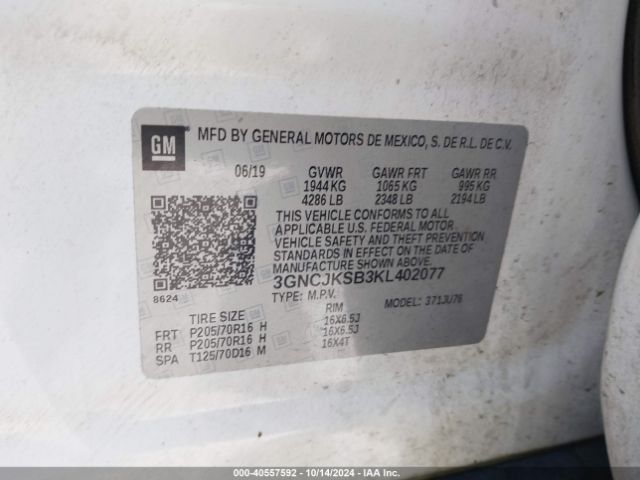 GM MFD BY GENERAL MOTORS DE MEXICO, S. DE R.L. DE C.V.
06/19 GVWR GAWR FRT GAWR RR
1944 KG 1065 KG 995 KG
4286 LB 2348 LB 2194 LB
THIS VEHICLE CONFORMS TO ALL
APPLICABLE U.S. FEDERAL MOTOR
VEHICLE SAFETY AND THEFT PREVENTION
STANDARDS IN EFFECT ON THE DATE OF
MANUFACTURE SHOWN ABOVE.
3GNCJKSB3KL402077
8624 TYPE: M.P.V. MODEL: 371JU76
TIRE SIZE RIM
FRT P205/70R16 H 16X6.5J
RR P205/70R16 H 16X6.5J
SPA T125/70D16 M 16X4T
000-40557592 - 10/14/2024 - IAA Inc.